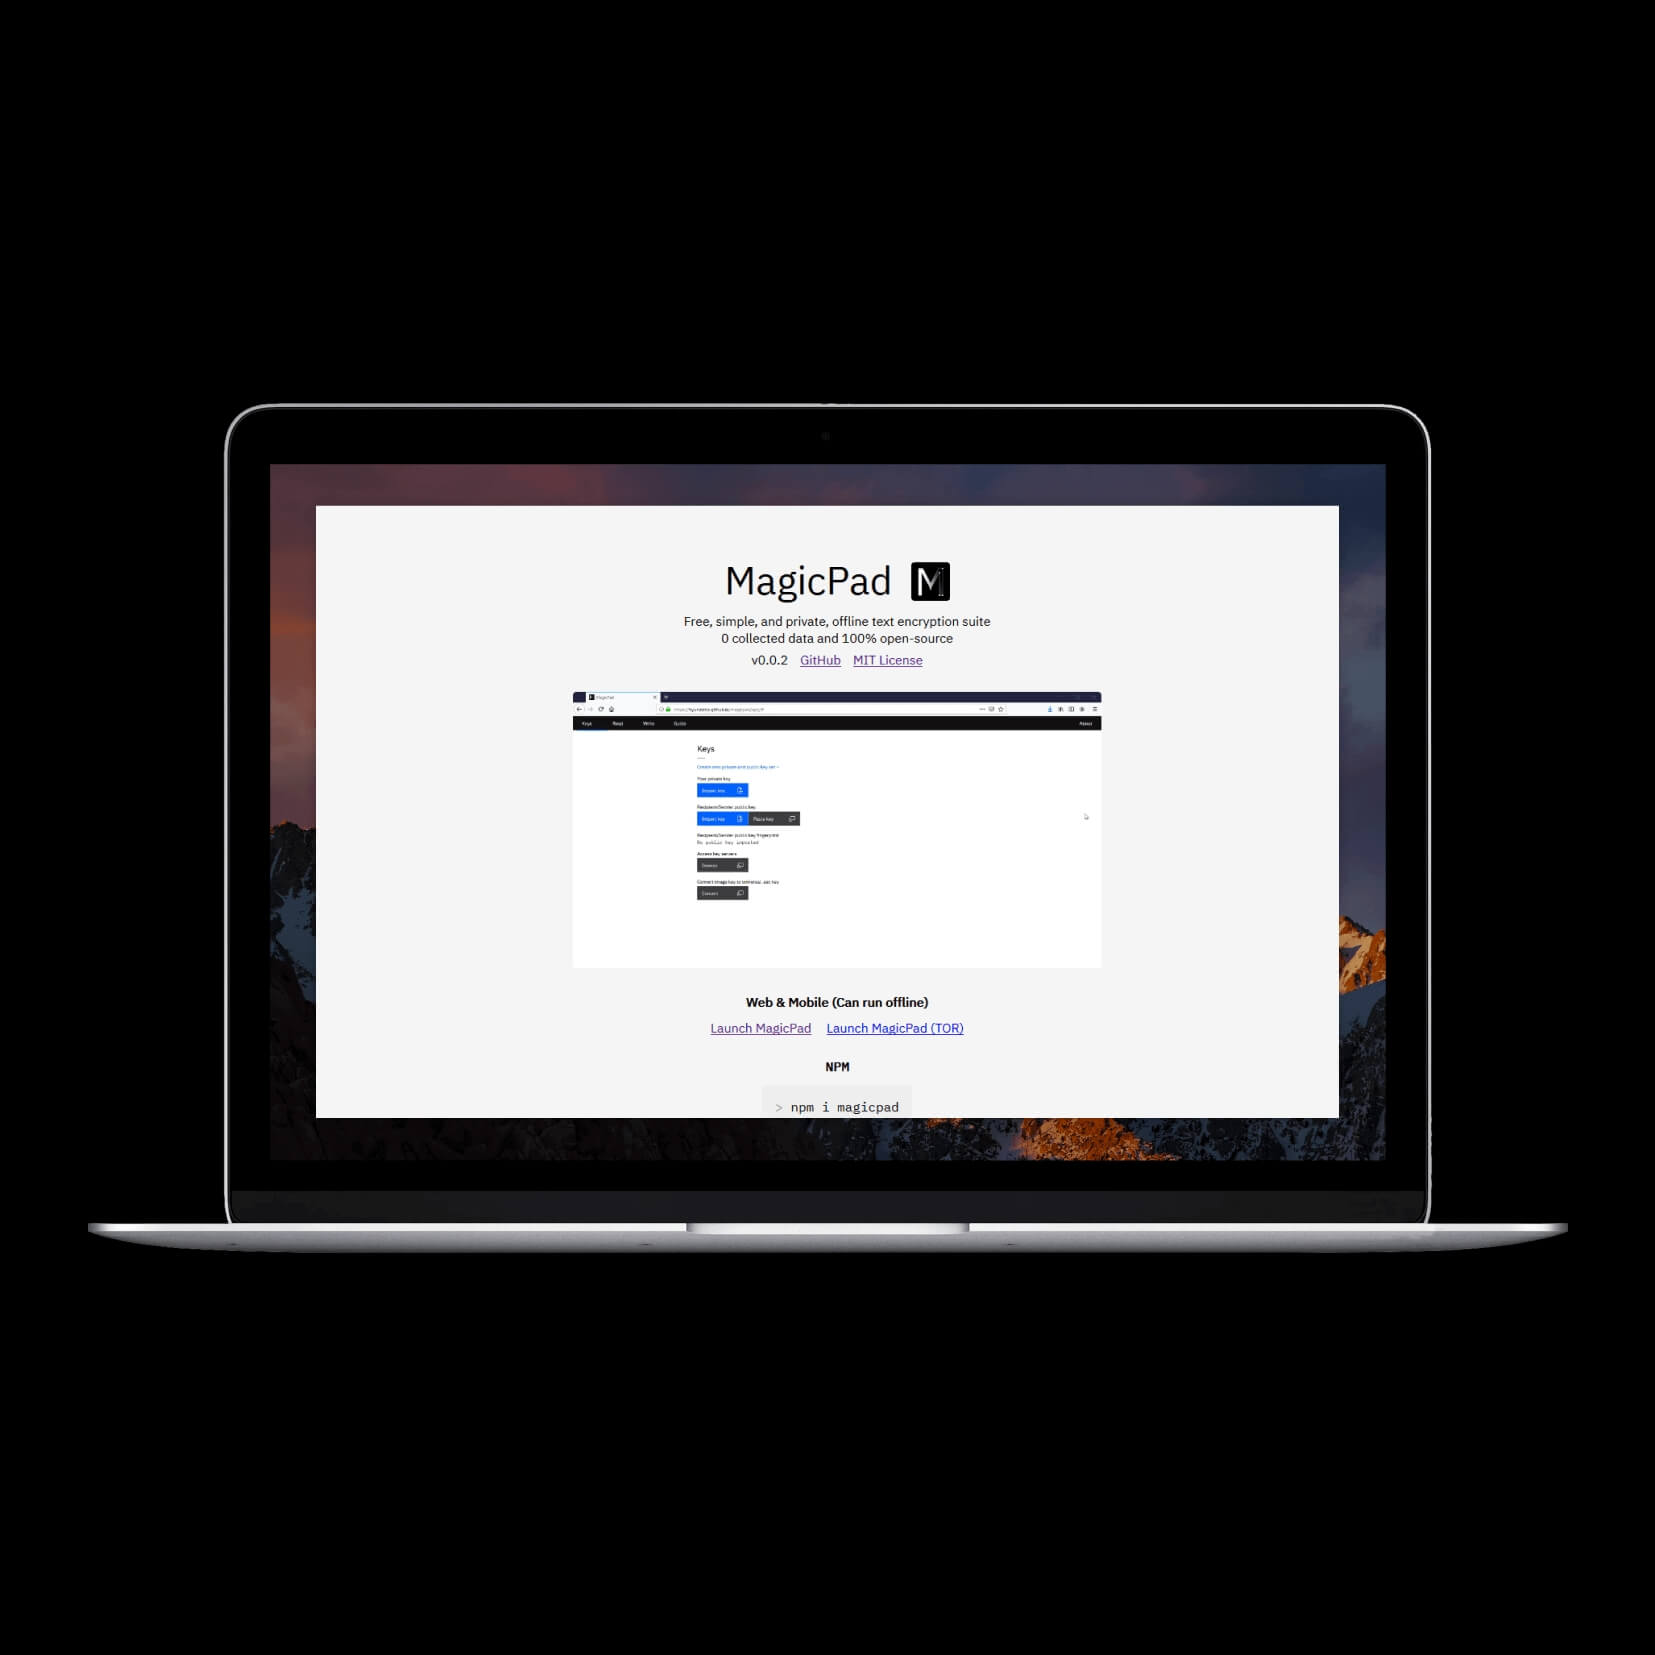 MagicPad M
Free, simple, and private, offline text encryption suite
0 collected data and 100% open-source
v0.0.2 GitHub MIT License
MagicPad
Keys Read Write Guide About
Keys
Create new private and public key set
Your private key
Import key
Recipient/Sender public key
Import key Paste key
Recipient/Sender public key fingerprint
No public key imported
Access key servers
Convert image key to universal .asc key
Convert
Web & Mobile (Can run offline)
Launch MagicPad Launch MagicPad (TOR)
NPM
> npm i magicpad